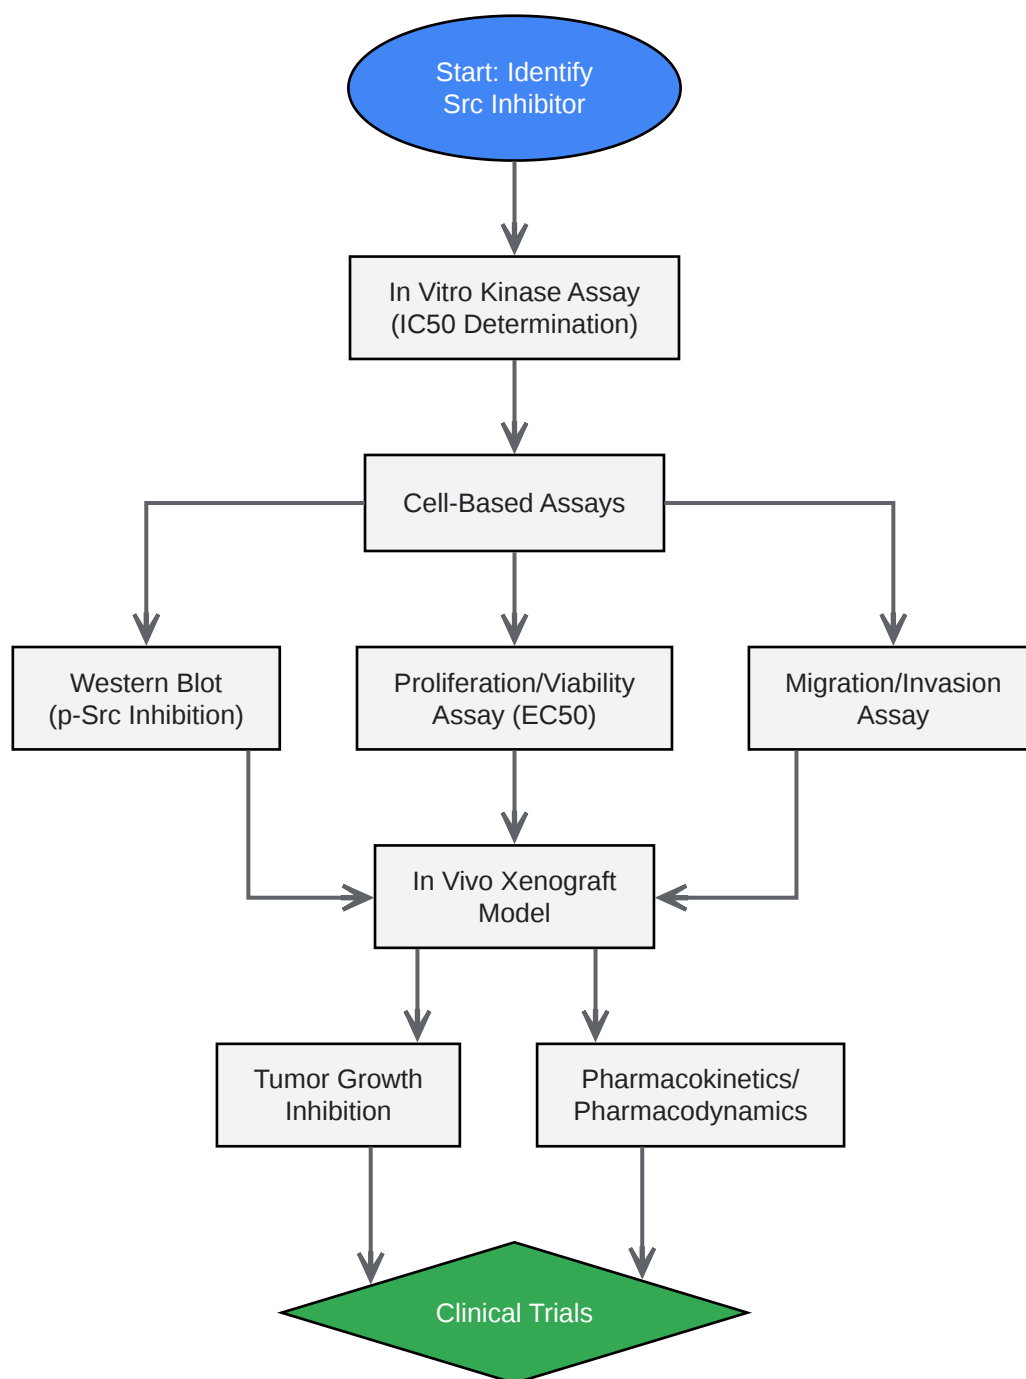 Start: Identify
Src Inhibitor
In Vitro Kinase Assay
(IC50 Determination)
Cell-Based Assays
Western Blot
(p-Src Inhibition)
Proliferation/Viability
Assay (EC50)
Migration/Invasion
Assay
In Vivo Xenograft
Model
Tumor Growth
Inhibition
Pharmacokinetics/
Pharmacodynamics
Clinical Trials